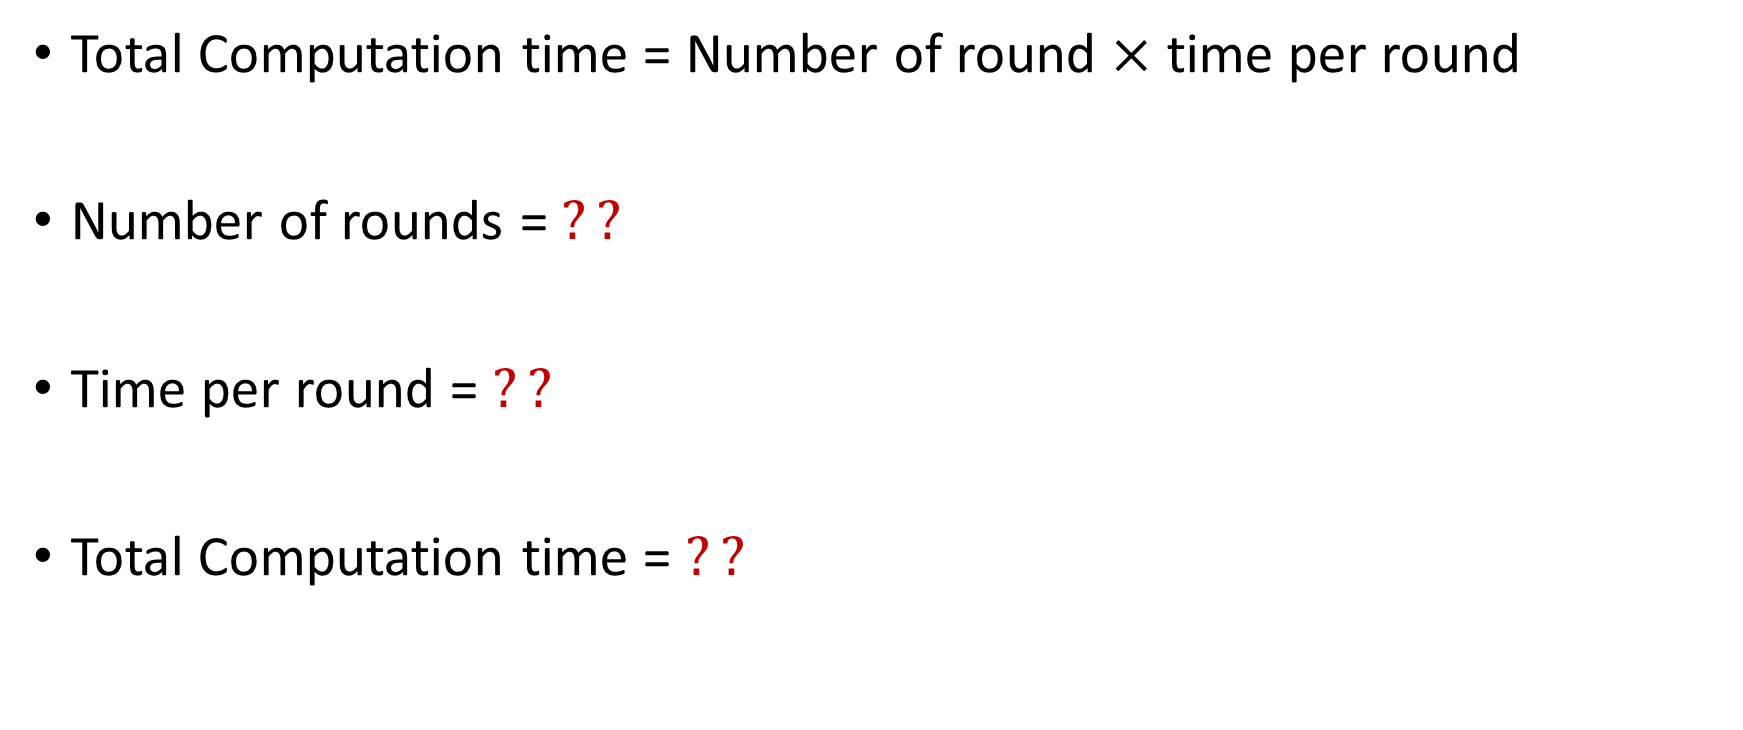 • Total Computation time = Number of round × time per round
• Number of rounds = ? ?
• Time per round = ? ?
• Total Computation time = ? ?